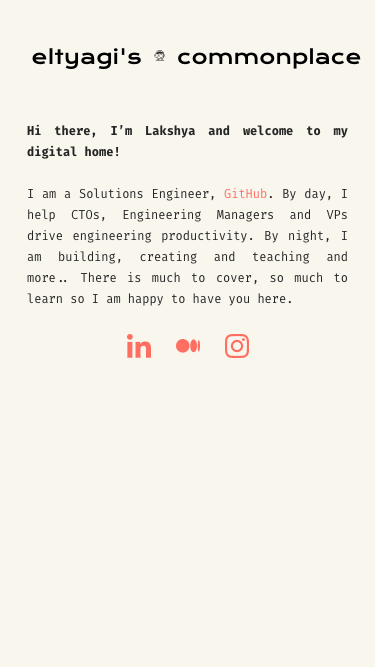 eltyagi's commonplace
Hi there, I’m Lakshya and welcome to my
digital home!
I am a Solutions Engineer, GitHub. By day, I
help CTOs, Engineering Managers and VPs
drive engineering productivity. By night, I
am building, creating and teaching and
more.. There is much to cover, so much to
learn so I am happy to have you here.